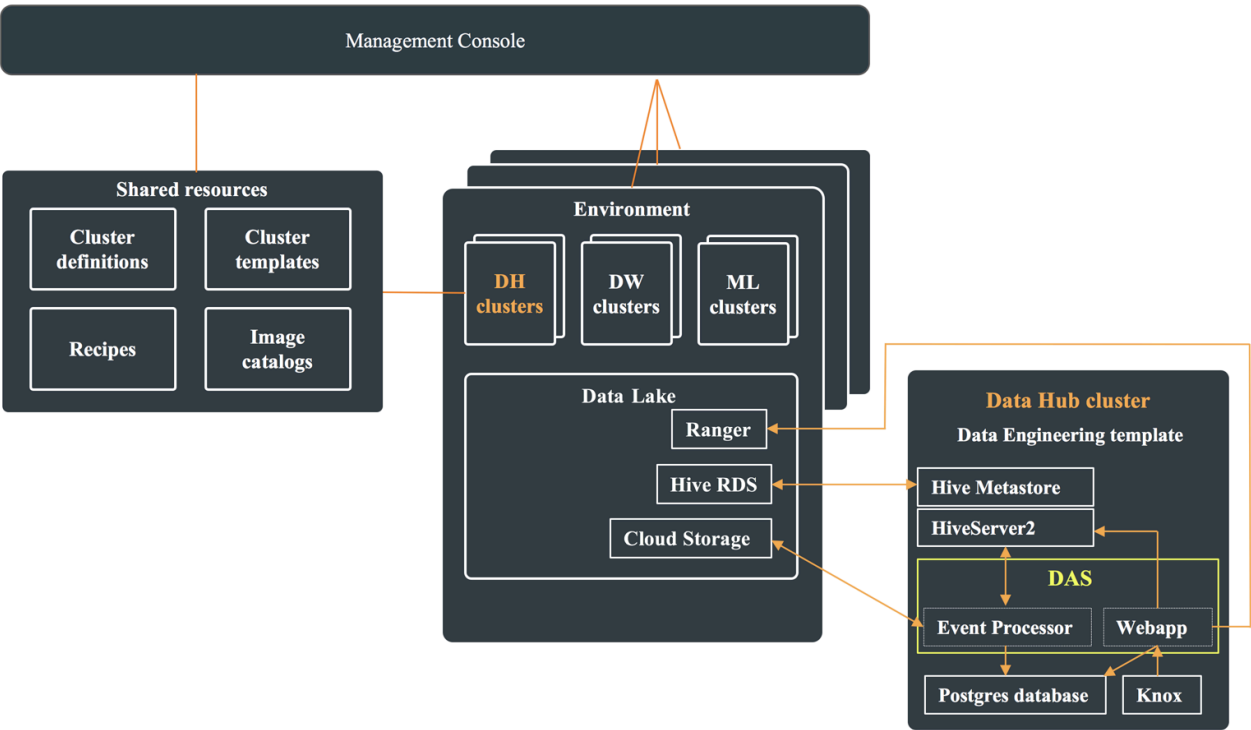 Management Console
Shared resources
Cluster
definitions
Cluster
templates
Recipes
Image
catalogs
Environment
DH
clusters
DW
clusters
ML
clusters
Data Lake
Ranger
Hive RDS
Cloud Storage
Data Hub cluster
Data Engineering template
Hive Metastore
HiveServer2
DAS
Event Processor
Webapp
Postgres database
Knox